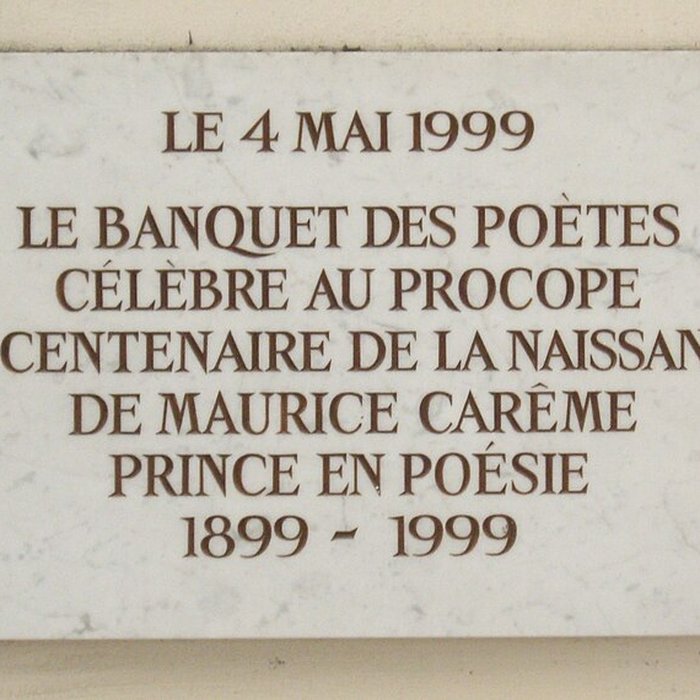 LE 4 MAI 1999
LE BANQUET DES POÈTES
CÉLÈBRE AU PROCOPE
CENTENAIRE DE LA NAISSAN
DE MAURICE CARÊME
PRINCE EN POÉSIE
1899 - 1999